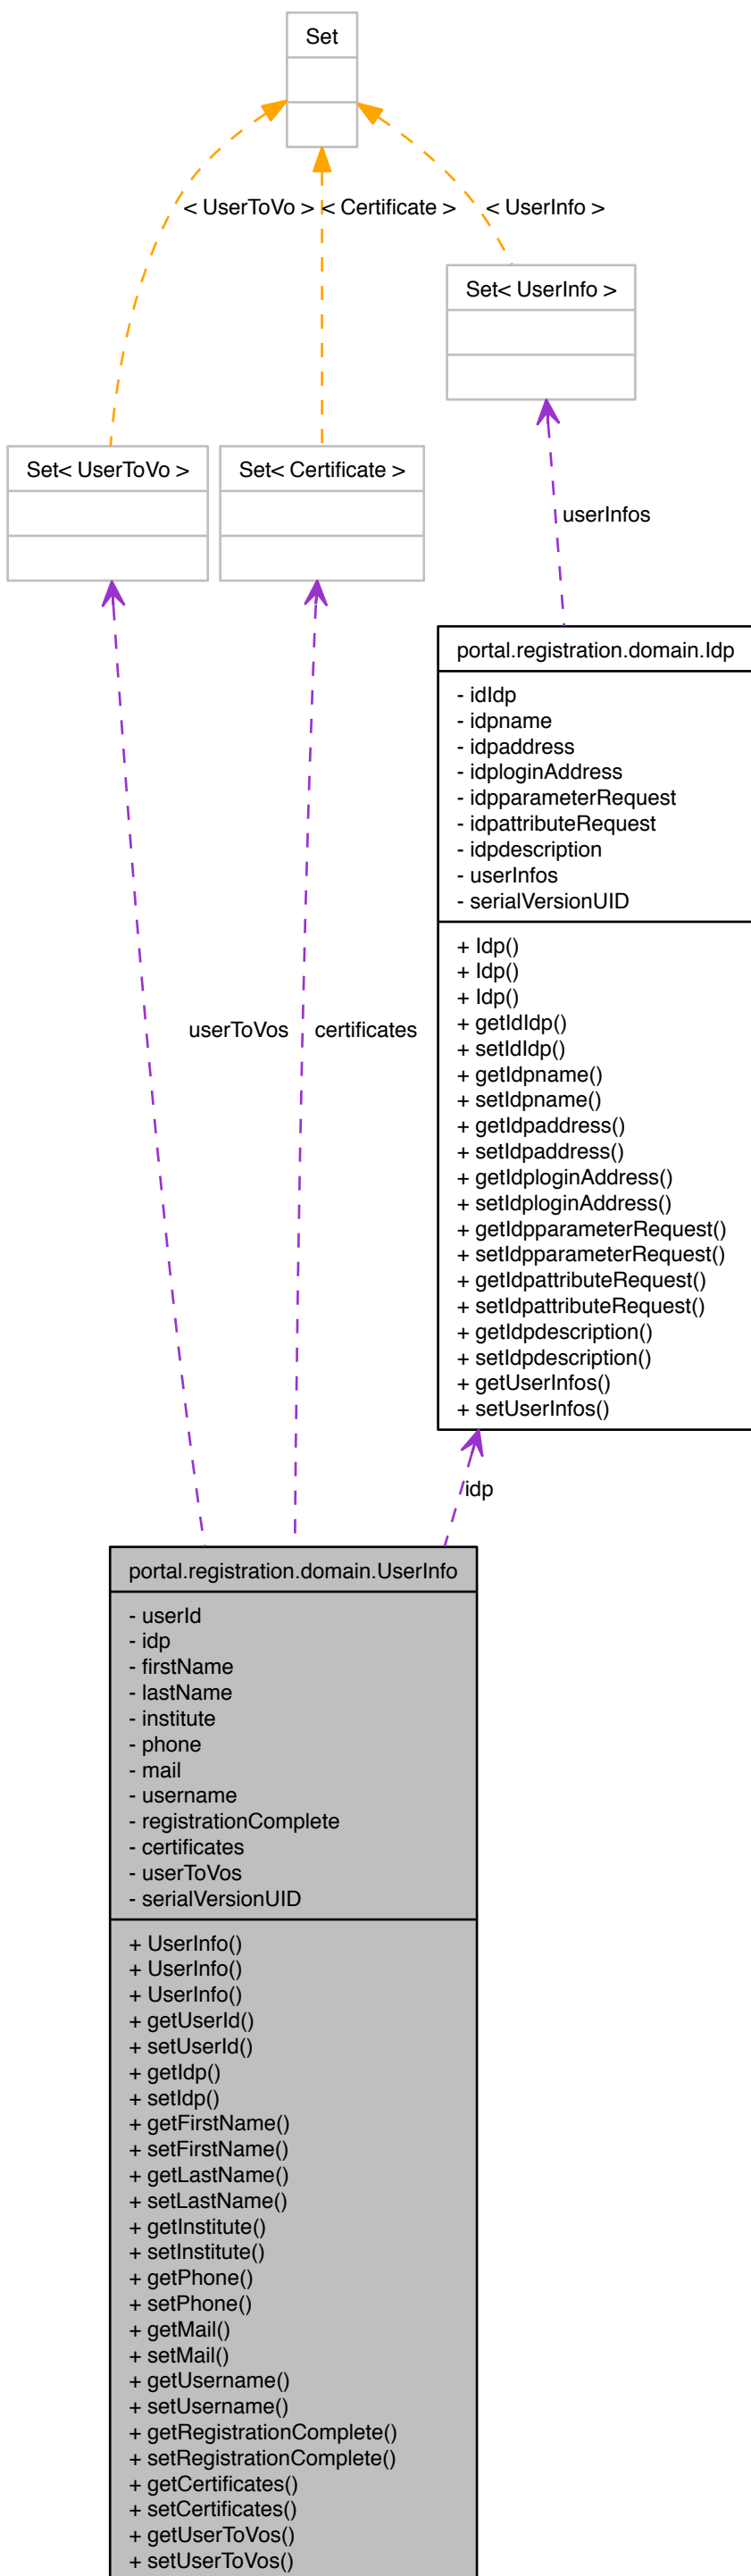 Set
< UserToVo >
< Certificate >
< UserInfo >
Set< UserInfo >
Set< UserToVo >
Set< Certificate >
userInfos
portal.registration.domain.Idp
- idIdp
- idpname
- idpaddress
- idploginAddress
- idpparameterRequest
- idpattributeRequest
- idpdescription
- userInfos
- serialVersionUID
+ Idp()
+ Idp()
+ Idp()
+ getIdIdp()
+ setIdIdp()
+ getIdpname()
+ setIdpname()
+ getIdpaddress()
+ setIdpaddress()
+ getIdploginAddress()
+ setIdploginAddress()
+ getIdpparameterRequest()
+ setIdpparameterRequest()
+ getIdpattributeRequest()
+ setIdpattributeRequest()
+ getIdpdescription()
+ setIdpdescription()
+ getUserInfos()
+ setUserInfos()
userToVos
certificates
idp
portal.registration.domain.UserInfo
- userId
- idp
- firstName
- lastName
- institute
- phone
- mail
- username
- registrationComplete
- certificates
- userToVos
- serialVersionUID
+ UserInfo()
+ UserInfo()
+ UserInfo()
+ getUserId()
+ setUserId()
+ getIdp()
+ setIdp()
+ getFirstName()
+ setFirstName()
+ getLastName()
+ setLastName()
+ getInstitute()
+ setInstitute()
+ getPhone()
+ setPhone()
+ getMail()
+ setMail()
+ getUsername()
+ setUsername()
+ getRegistrationComplete()
+ setRegistrationComplete()
+ getCertificates()
+ setCertificates()
+ getUserToVos()
+ setUserToVos()